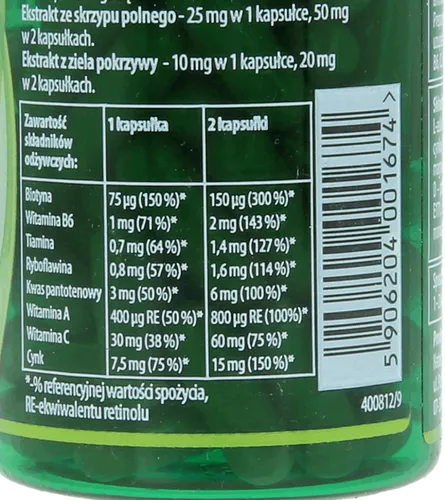 Ekstrakt ze skrzypu polnego - 25 mg w 1 kapsułce, 50 mg
w 2 kapsułkach.
Ekstrakt z ziela pokrzywy - 10 mg w 1 kapsułce, 20 mg
w 2 kapsułkach.
Zawartość składników odżywczych: 1 kapsułka 2 kapsułki
Biotyna 75 µg (150 %)* 150 µg (300 %)*
Witamina B6 1 mg (71 %)* 2 mg (143 %)*
Tiamina 0,7 mg (64 %)* 1,4 mg (127 %)*
Ryboflawina 0,8 mg (57 %)* 1,6 mg (114 %)*
Kwas pantotenowy 3 mg (50 %)* 6 mg (100 %)*
Witamina A 400 µg RE (50 %)* 800 µg RE (100%)*
Witamina C 30 mg (38 %)* 60 mg (75 %)*
Cynk 7,5 mg (75 %)* 15 mg (150 %)*
*-% referencyjnej wartości spożycia,
RE-ekwiwalentu retinolu
5 906204 001674 >
400812/9